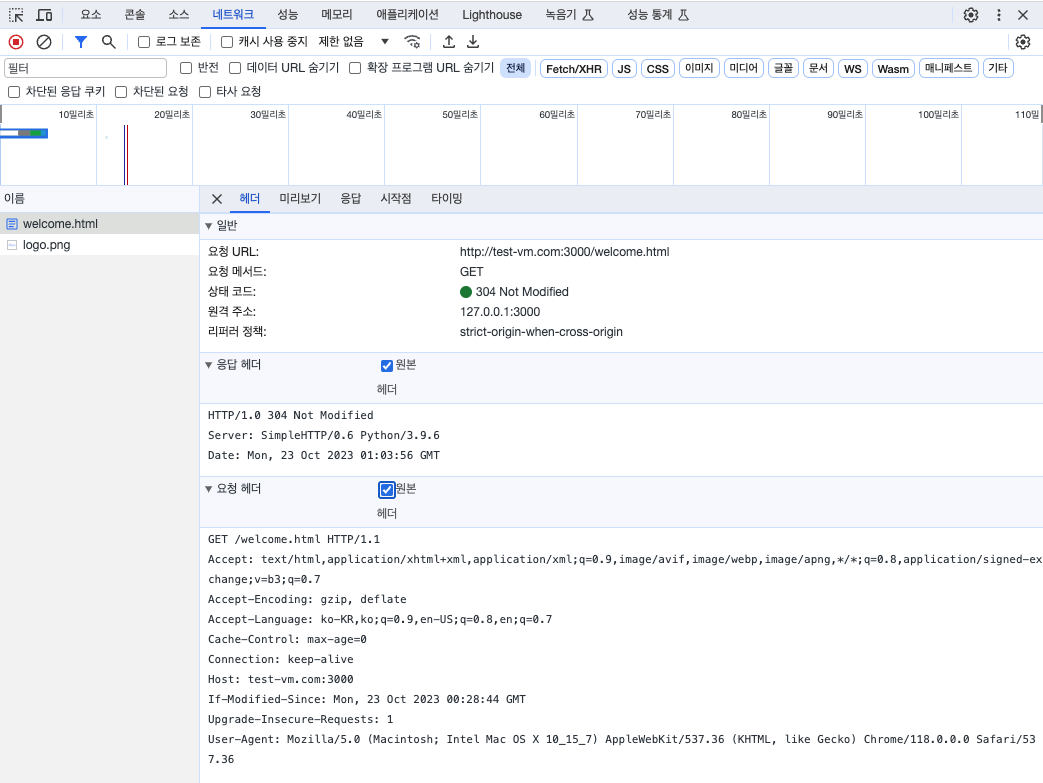 요소 콘솔 소스 네트워크 성능 메모리 애플리케이션 Lighthouse 녹음기 성능 통계
로그 보존 캐시 사용 중지 제한 없음
필터 반전 데이터 URL 숨기기 확장 프로그램 URL 숨기기 전체 Fetch/XHR JS CSS 이미지 미디어 글꼴 문서 WS Wasm 매니페스트 기타
차단된 응답 쿠키 차단된 요청 타사 요청
10밀리초 20밀리초 30밀리초 40밀리초 50밀리초 60밀리초 70밀리초 80밀리초 90밀리초 100밀리초 110밀
이름
welcome.html
logo.png
헤더 미리보기 응답 시작점 타이밍
일반
요청 URL: http://test-vm.com:3000/welcome.html
요청 메서드: GET
상태 코드: 304 Not Modified
원격 주소: 127.0.0.1:3000
리퍼러 정책: strict-origin-when-cross-origin
응답 헤더 원본
헤더
HTTP/1.0 304 Not Modified
Server: SimpleHTTP/0.6 Python/3.9.6
Date: Mon, 23 Oct 2023 01:03:56 GMT
요청 헤더 원본
헤더
GET /welcome.html HTTP/1.1
Accept: text/html,application/xhtml+xml,application/xml;q=0.9,image/avif,image/webp,image/apng,*/*;q=0.8,application/signed-ex
change;v=b3;q=0.7
Accept-Encoding: gzip, deflate
Accept-Language: ko-KR,ko;q=0.9,en-US;q=0.8,en;q=0.7
Cache-Control: max-age=0
Connection: keep-alive
Host: test-vm.com:3000
If-Modified-Since: Mon, 23 Oct 2023 00:28:44 GMT
Upgrade-Insecure-Requests: 1
User-Agent: Mozilla/5.0 (Macintosh; Intel Mac OS X 10_15_7) AppleWebKit/537.36 (KHTML, like Gecko) Chrome/118.0.0.0 Safari/53
7.36